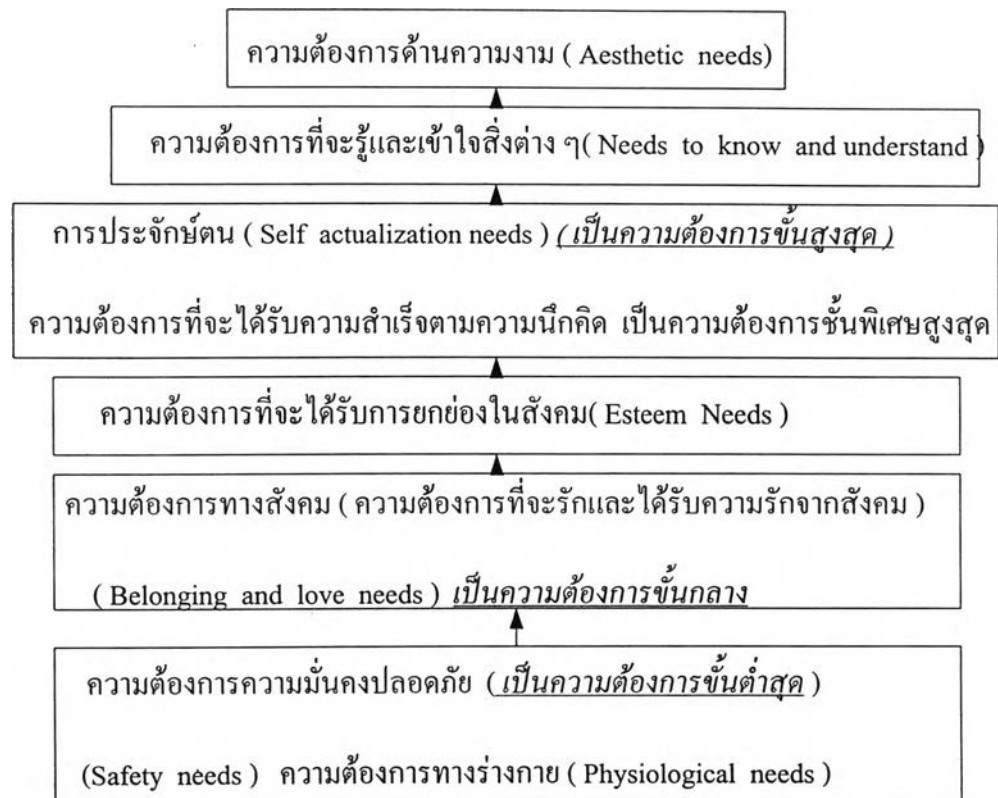 ความต้องการด้านความงาม ( Aesthetic needs)
ความต้องการที่จะรู้และเข้าใจสิ่งต่าง ๆ( Needs to know and understand )
การประจักษ์ตน ( Self actualization needs ) (เป็นความต้องการขั้นสูงสุด )
ความต้องการที่จะได้รับความสำเร็จตามความนึกคิด เป็นความต้องการชั้นพิเศษสูงสุด
ความต้องการที่จะได้รับการยกย่องในสังคม( Esteem Needs )
ความต้องการทางสังคม ( ความต้องการที่จะรักและได้รับความรักจากสังคม )
( Belonging and love needs ) เป็นความต้องการขั้นกลาง
ความต้องการความมั่นคงปลอดภัย ( เป็นความต้องการขั้นต่ำสุด )
(Safety needs ) ความต้องการทางร่างกาย ( Physiological needs )